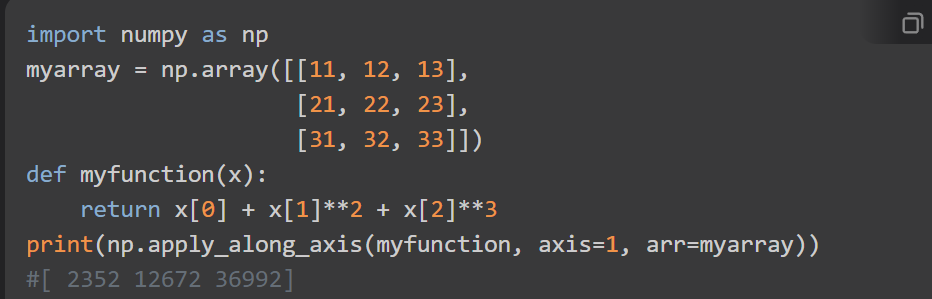 import numpy as np
myarray = np.array([[11, 12, 13],
                    [21, 22, 23],
                    [31, 32, 33]])
def myfunction(x):
    return x[0] + x[1]**2 + x[2]**3
print(np.apply_along_axis(myfunction, axis=1, arr=myarray))
#[ 2352 12672 36992]